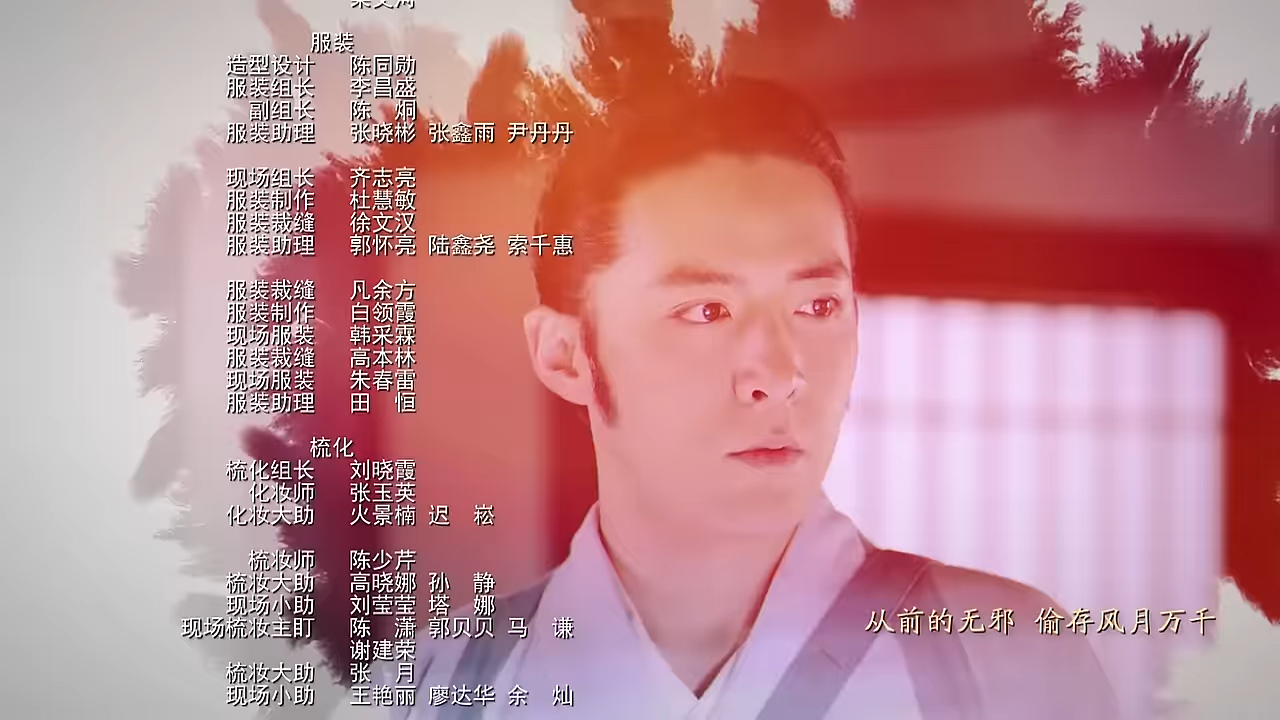 服装
造型设计 陈同勋
服装组长 李昌盛
副组长 陈 炯
服装助理 张晓彬 张鑫雨 尹丹丹
现场组长 齐志亮
服装制作 杜慧敏
服装裁缝 徐文汉
服装助理 郭怀亮 陆鑫尧 索千惠
服装裁缝 凡余方
服装制作 白领霞
现场服装 韩采霖
服装裁缝 高本林
现场服装 朱春雷
服装助理 田 恒
梳化
梳化组长 刘晓霞
化妆师 张玉英
化妆大助 火景楠 迟 崧
梳妆师 陈少芹
梳妆大助 高晓娜 孙 静
现场小助 刘莹莹 塔 娜
现场梳妆主盯 陈 潇 郭贝贝 马 谦
谢建荣
梳妆大助 张 月
现场小助 王艳丽 廖达华 余 灿
从前的无邪 偷存风月万千